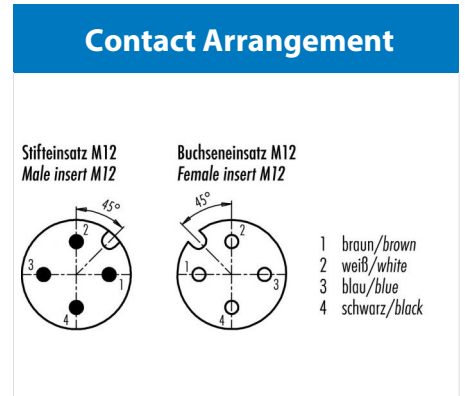 Contact Arrangement
Stifteinsatz M12
Male insert M12
Buchseneinsatz M12
Female insert M12
45°
2
3
1
4
45°
2
1
3
4
1 braun/brown
2 weiß/white
3 blau/blue
4 schwarz/black